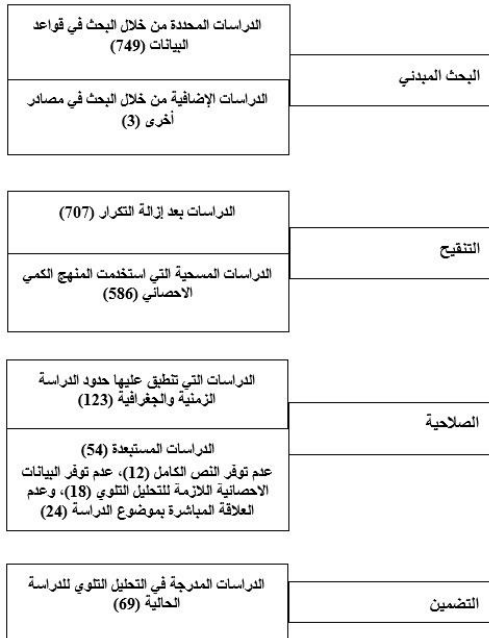 الدراسات المحددة من خلال البحث في قواعد
البيانات (749)
البحث المبدئي
الدراسات الإضافية من خلال البحث في مصادر
أخرى (3)
الدراسات بعد إزالة التكرار (707)
التنقيح
الدراسات المسحية التي استخدمت المنهج الكمي
الاحصائي (586)
الدراسات التي تنطبق عليها حدود الدراسة
الزمنية والجغرافية (123)
الصلاحية
الدراسات المستبعدة (54)
عدم توفر النص الكامل (12)، عدم توفر البيانات
الاحصائية اللازمة للتحليل التلوي (18)، وعدم
العلاقة المباشرة بموضوع الدراسة (24)
الدراسات المدرجة في التحليل التلوي للدراسة
الحالية (69)
التضمين